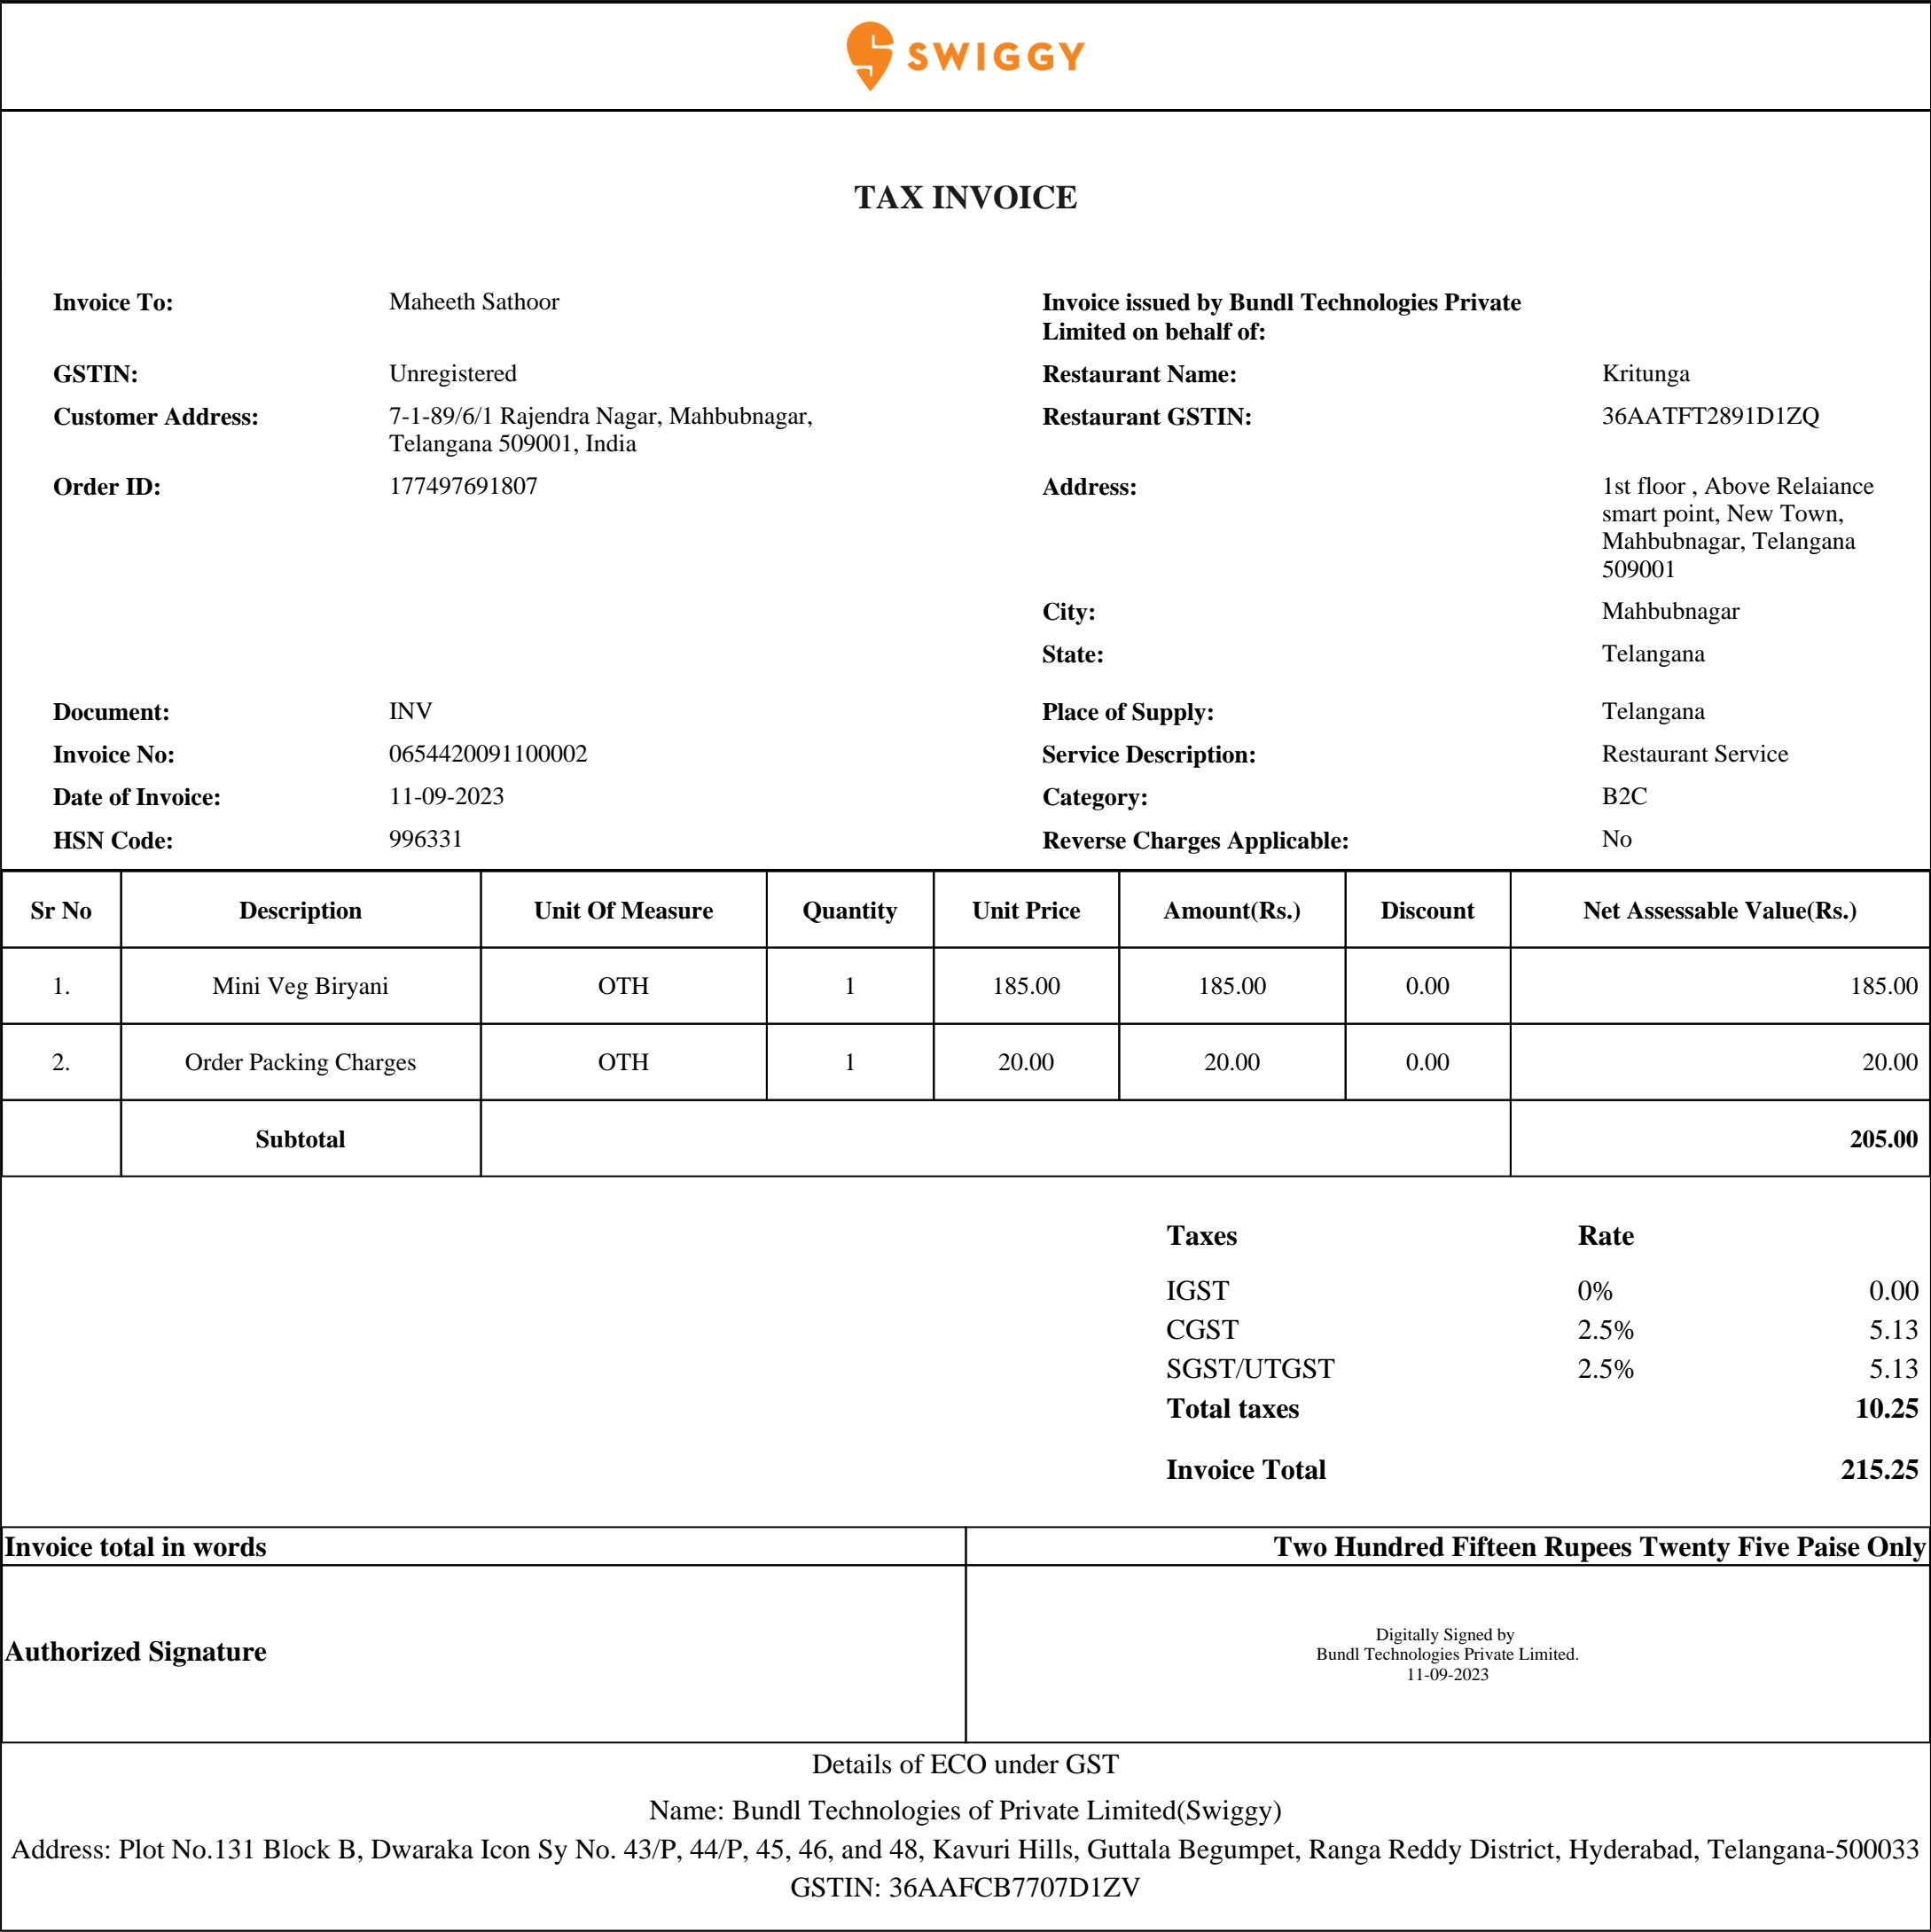 SWIGGY
TAX INVOICE
Invoice To: Maheeth Sathoor
Invoice issued by Bundl Technologies Private
Limited on behalf of:
GSTIN: Unregistered
Restaurant Name: Kritunga
Customer Address: 7-1-89/6/1 Rajendra Nagar, Mahbubnagar,
Telangana 509001, India
Restaurant GSTIN: 36AATFT2891D1ZQ
Order ID: 177497691807
Address: 1st floor , Above Relaiance
smart point, New Town,
Mahbubnagar, Telangana
509001
City: Mahbubnagar
State: Telangana
Document: INV
Place of Supply: Telangana
Invoice No: 0654420091100002
Service Description: Restaurant Service
Date of Invoice: 11-09-2023
Category: B2C
HSN Code: 996331
Reverse Charges Applicable: No
Sr No Description Unit Of Measure Quantity Unit Price Amount(Rs.) Discount Net Assessable Value(Rs.)
1. Mini Veg Biryani OTH 1 185.00 185.00 0.00 185.00
2. Order Packing Charges OTH 1 20.00 20.00 0.00 20.00
Subtotal 205.00
Taxes Rate
IGST 0% 0.00
CGST 2.5% 5.13
SGST/UTGST 2.5% 5.13
Total taxes 10.25
Invoice Total 215.25
Invoice total in words Two Hundred Fifteen Rupees Twenty Five Paise Only
Authorized Signature
Digitally Signed by
Bundl Technologies Private Limited.
11-09-2023
Details of ECO under GST
Name: Bundl Technologies of Private Limited(Swiggy)
Address: Plot No.131 Block B, Dwaraka Icon Sy No. 43/P, 44/P, 45, 46, and 48, Kavuri Hills, Guttala Begumpet, Ranga Reddy District, Hyderabad, Telangana-500033
GSTIN: 36AAFCB7707D1ZV